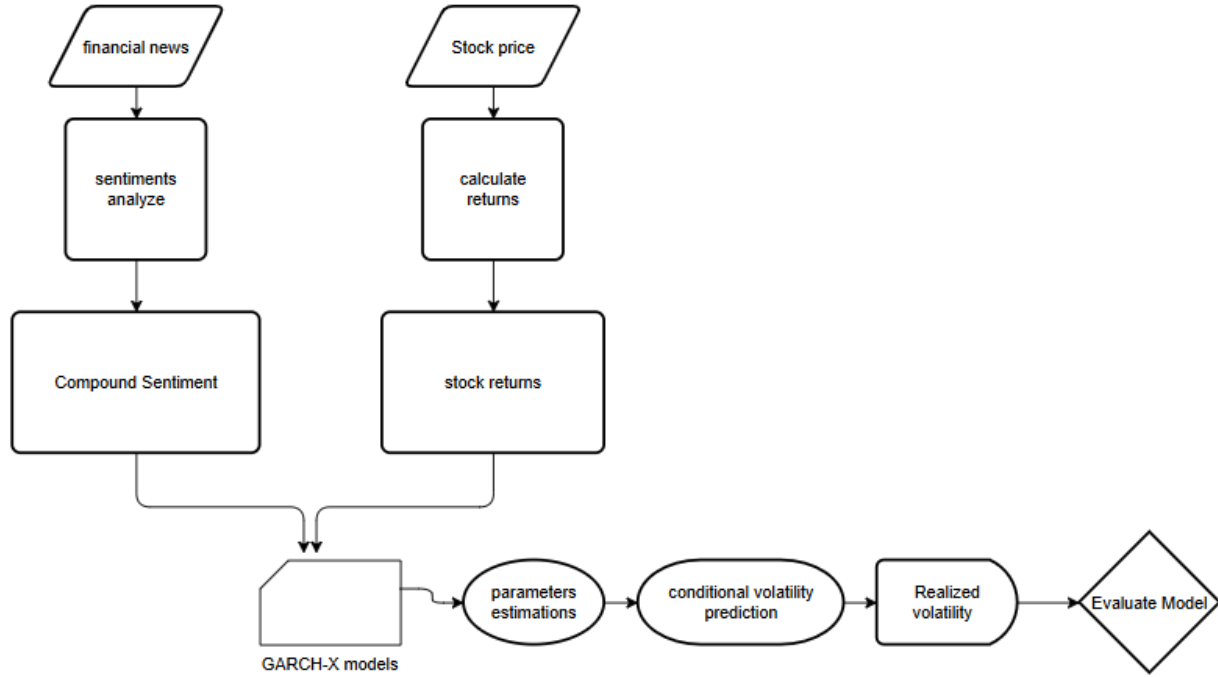 financial news
Stock price
sentiments
analyze
calculate
returns
Compound Sentiment
stock returns
GARCH-X models
parameters
estimations
conditional volatility
prediction
Realized
volatility
Evaluate Model